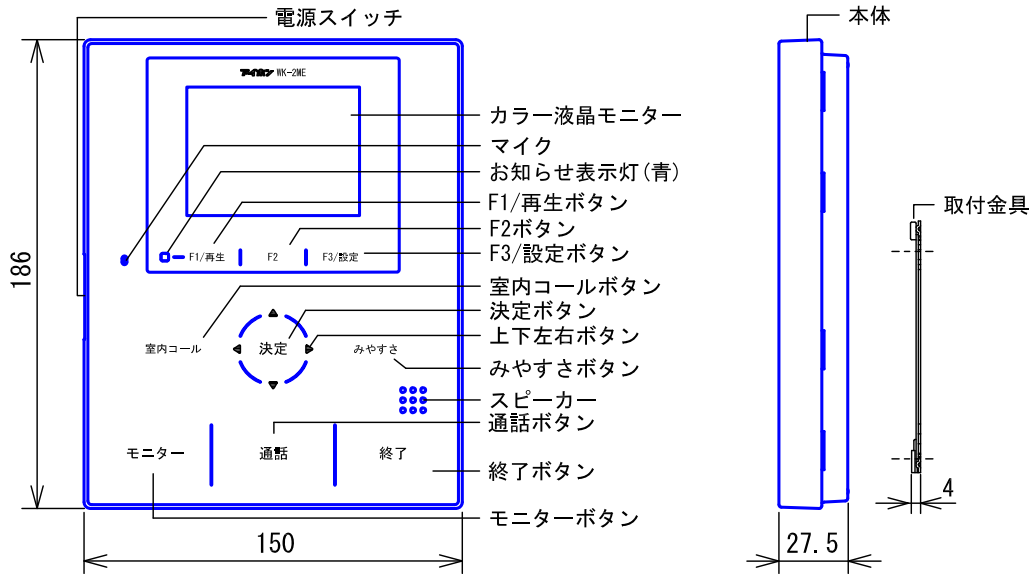 電源スイッチ
本体
アイホン WK-2ME
カラー液晶モニター
マイク
お知らせ表示灯(青)
F1/再生ボタン
取付金具
F2ボタン
F1/再生
F2
F3/設定
F3/設定ボタン
186
室内コールボタン
決定ボタン
上下左右ボタン
室内コール
決定
みやすさ
みやすさボタン
スピーカー
通話ボタン
モニター
通話
終了
終了ボタン
4
モニターボタン
150
27.5